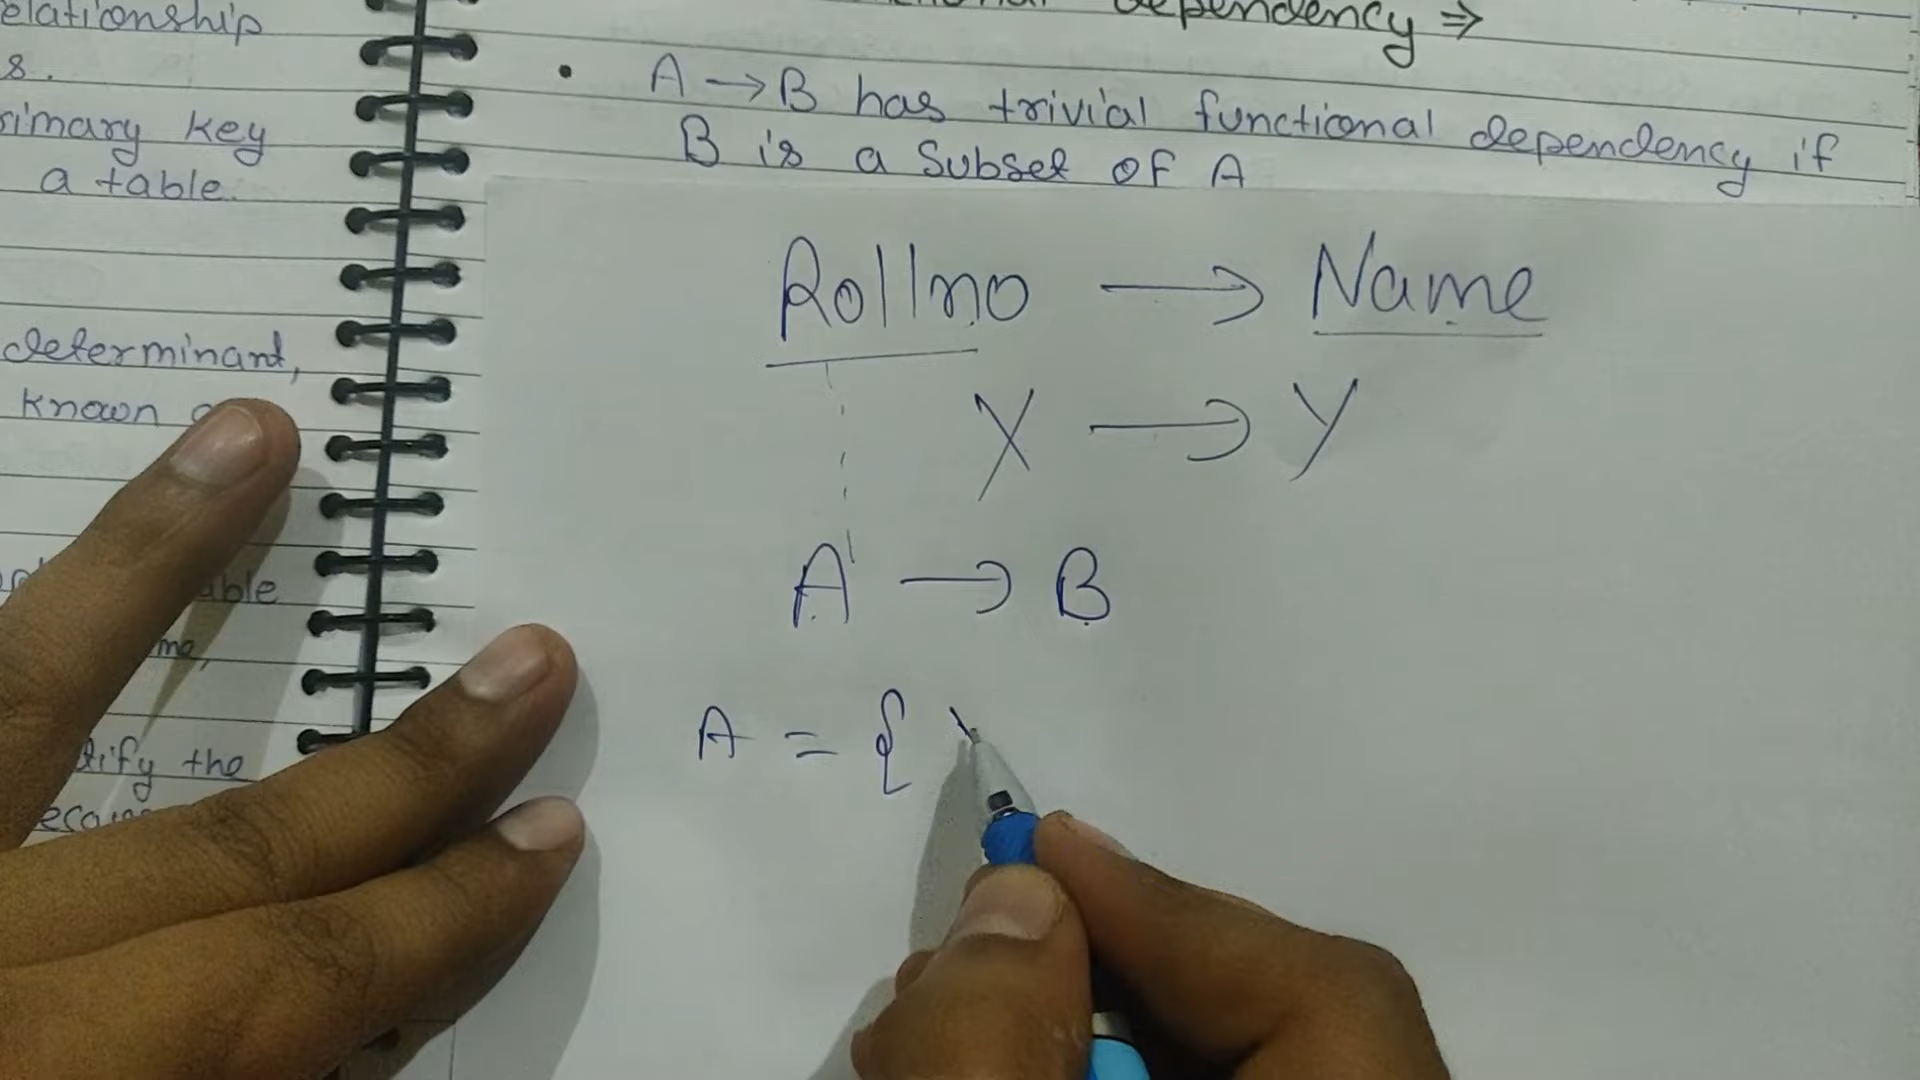 elationship
s.
rimary key
a table.
determinant,
known
able
me,
tify the
dependency ⇒
• A → B has trivial functional dependency if
B is a subset of A
Rollno → Name
X → Y
A → B
A = {